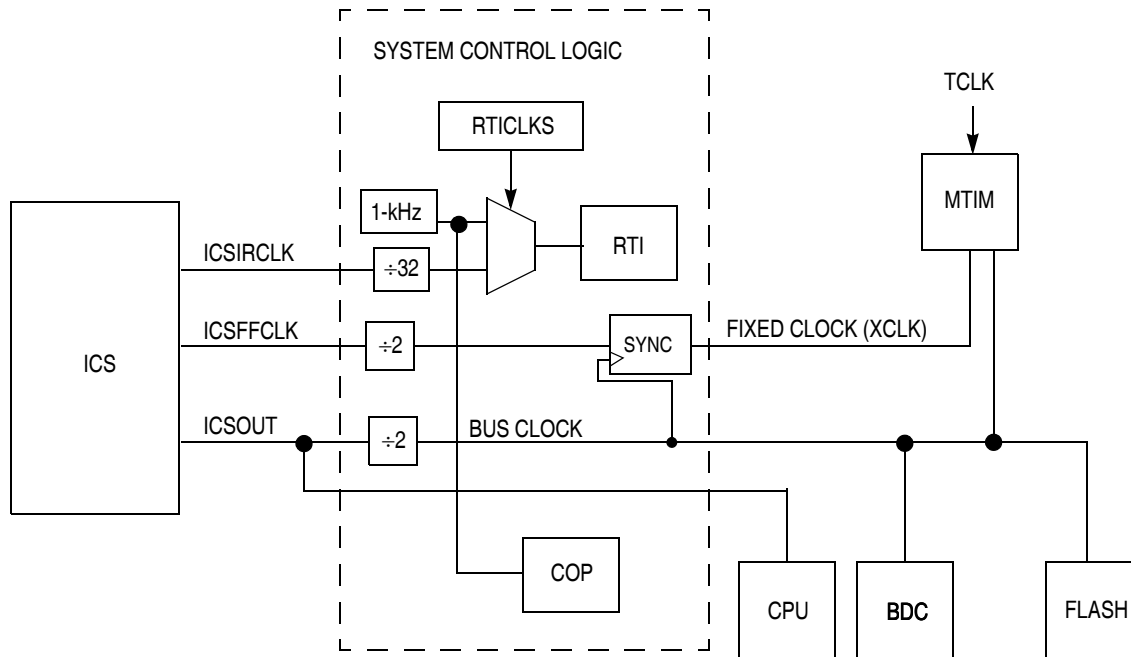 SYSTEM CONTROL LOGIC
TCLK
RTICLKS
MTIM
1-kHz
RTI
ICSIRCLK
÷32
ICSFFCLK
÷2
SYNC
FIXED CLOCK (XCLK)
ICS
ICSOUT
÷2
BUS CLOCK
COP
CPU
BDC
FLASH